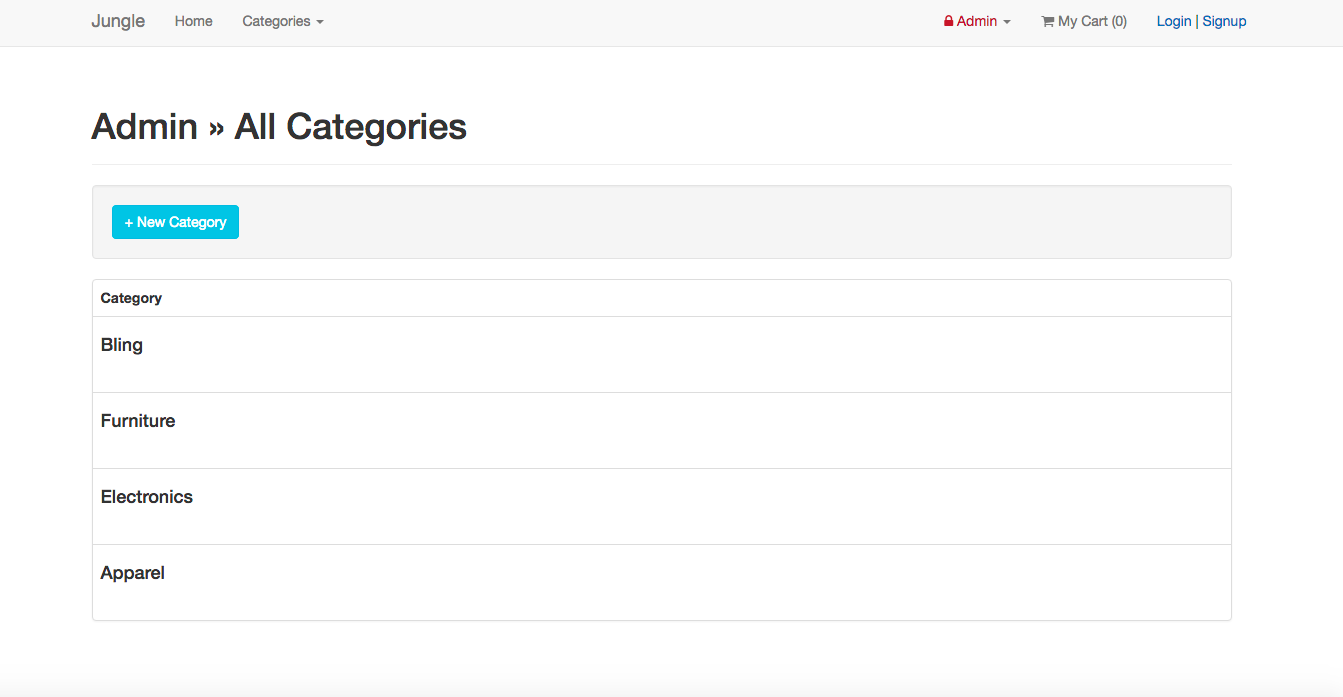 Jungle Home Categories Admin My Cart (0) Login | Signup
Admin » All Categories
+ New Category
Category
Bling
Furniture
Electronics
Apparel